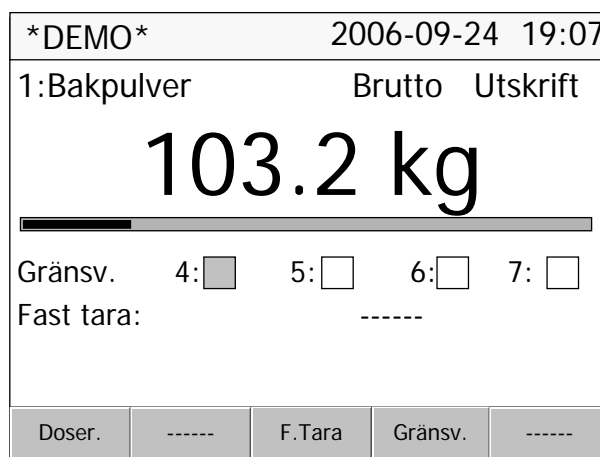 *DEMO* 2006-09-24 19:07
1:Bakpulver Brutto Utskrift
103.2 kg
Gränsv. 4: 5: 6: 7:
Fast tara: ------
Doser. ------ F.Tara Gränsv. ------